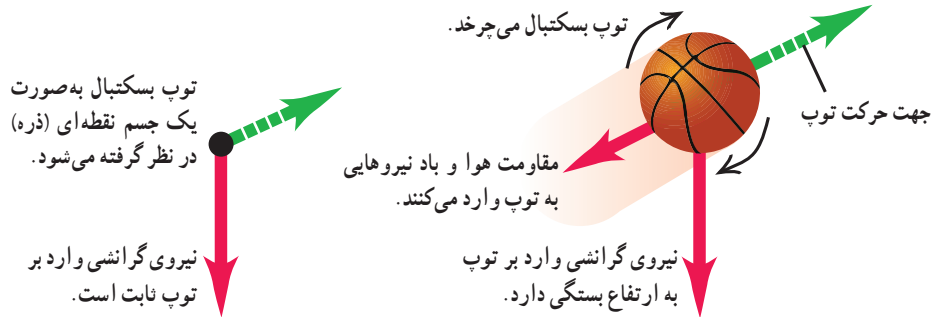 توپ بسکتبال می‌چرخد.
جهت حرکت توپ
مقاومت هوا و باد نیروهایی
به توپ وارد می‌کنند.
نیروی گرانشی وارد بر توپ
به ارتفاع بستگی دارد.
توپ بسکتبال به‌صورت
یک جسم نقطه‌ای (ذره)
در نظر گرفته می‌شود.
نیروی گرانشی وارد بر
توپ ثابت است.